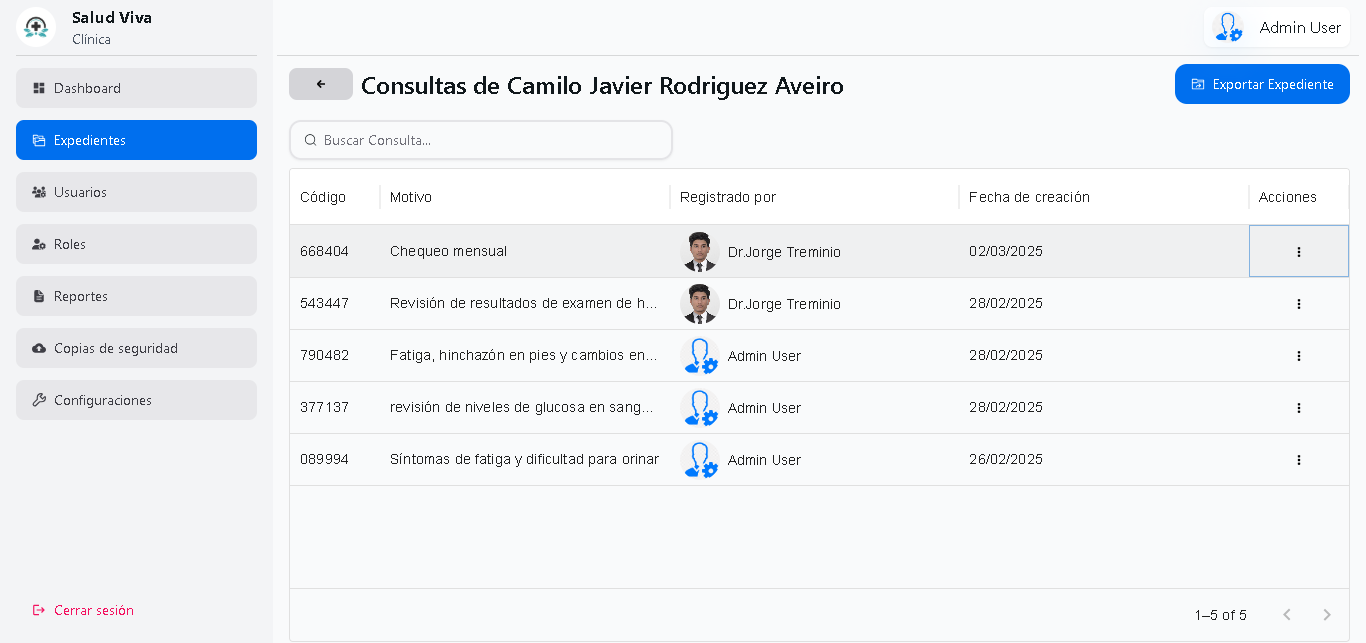 Salud Viva
Clínica
Admin User
Dashboard
Expedientes
Usuarios
Roles
Reportes
Copias de seguridad
Configuraciones
Cerrar sesión
Consultas de Camilo Javier Rodriguez Aveiro
Exportar Expediente
Buscar Consulta...
Código Motivo Registrado por Fecha de creación Acciones
668404 Chequeo mensual Dr.Jorge Treminio 02/03/2025
543447 Revisión de resultados de examen de h... Dr.Jorge Treminio 28/02/2025
790482 Fatiga, hinchazón en pies y cambios en... Admin User 28/02/2025
377137 revisión de niveles de glucosa en sang... Admin User 28/02/2025
089994 Síntomas de fatiga y dificultad para orinar Admin User 26/02/2025
1–5 of 5